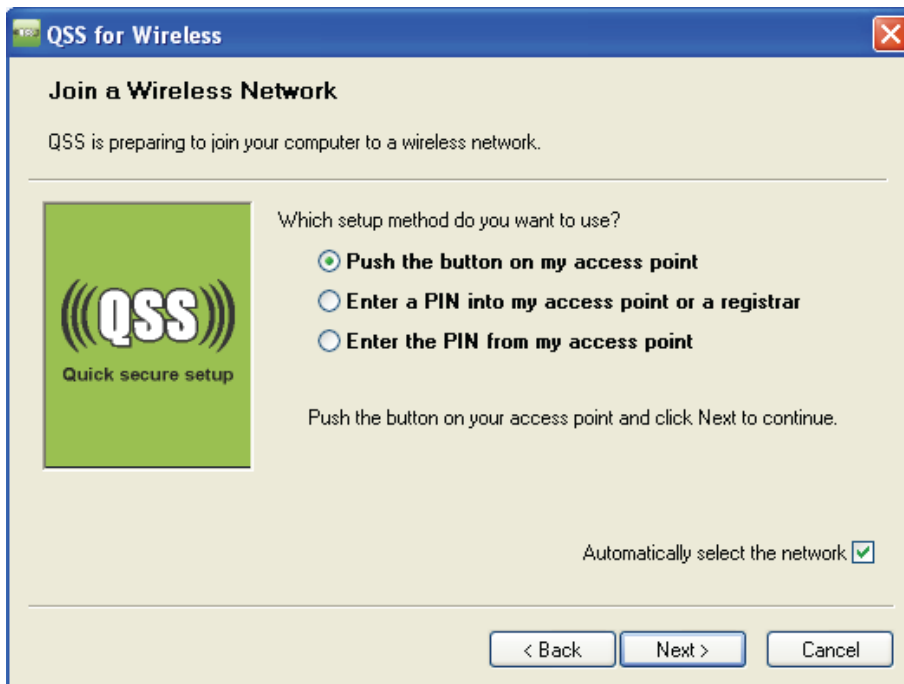 QSS for Wireless
Join a Wireless Network
QSS is preparing to join your computer to a wireless network.
Which setup method do you want to use?
Push the button on my access point
Enter a PIN into my access point or a registrar
Enter the PIN from my access point
QSS
Quick secure setup
Push the button on your access point and click Next to continue.
Automatically select the network
< Back
Next >
Cancel